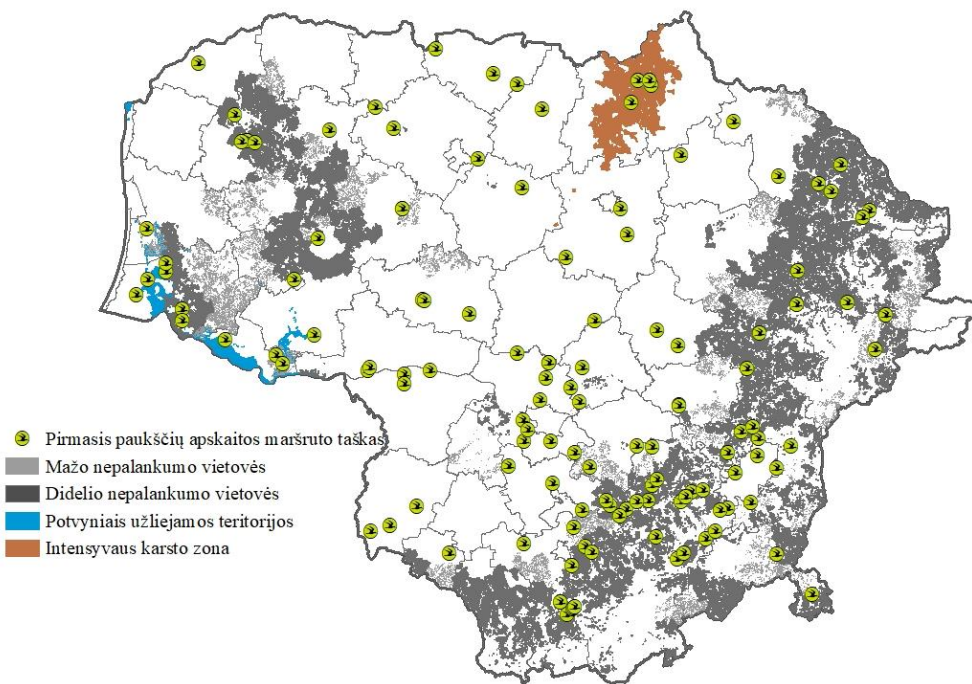 Pirmasis paukščių apskaitos maršruto taškas
Mažo nepalankumo vietovės
Didelio nepalankumo vietovės
Potvyniais užliejamos teritorijos
Intensyvaus karsto zona